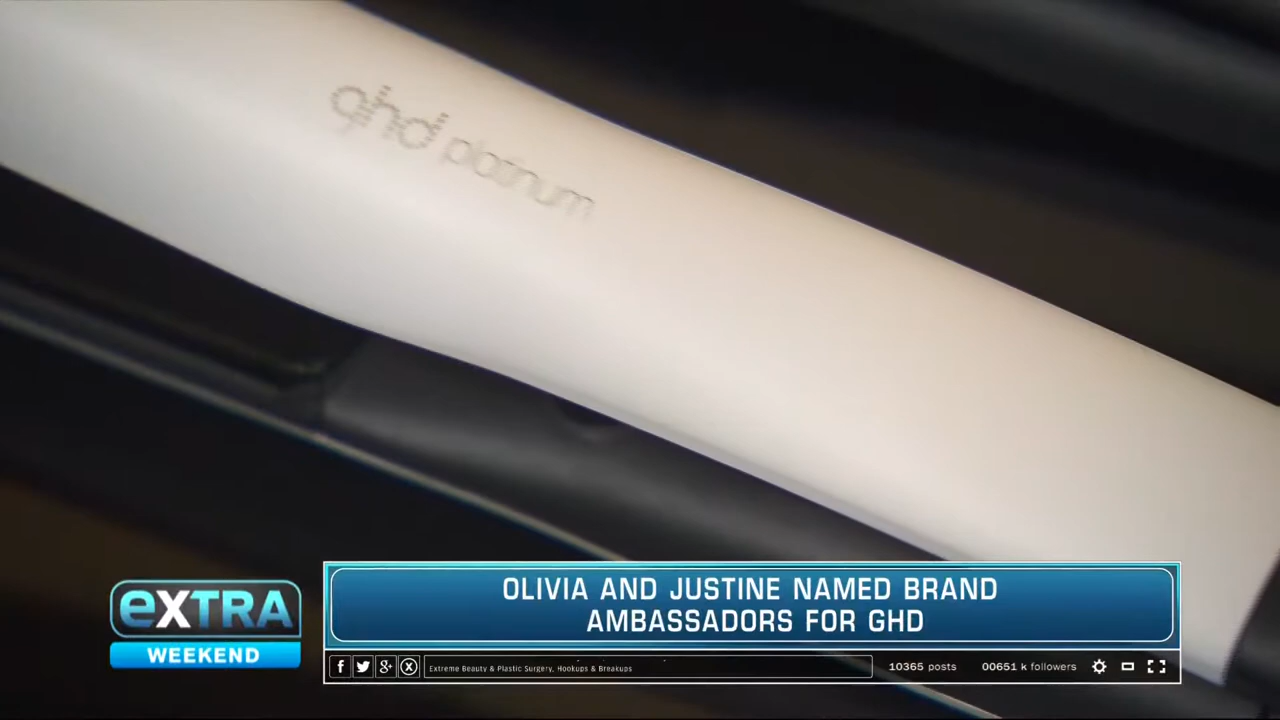 ghd platinum
eXTRA
WEEKEND
OLIVIA AND JUSTINE NAMED BRAND
AMBASSADORS FOR GHD
f g+ X Extreme Beauty & Plastic Surgery, Hookups & Breakups 10365 posts 00651 k followers